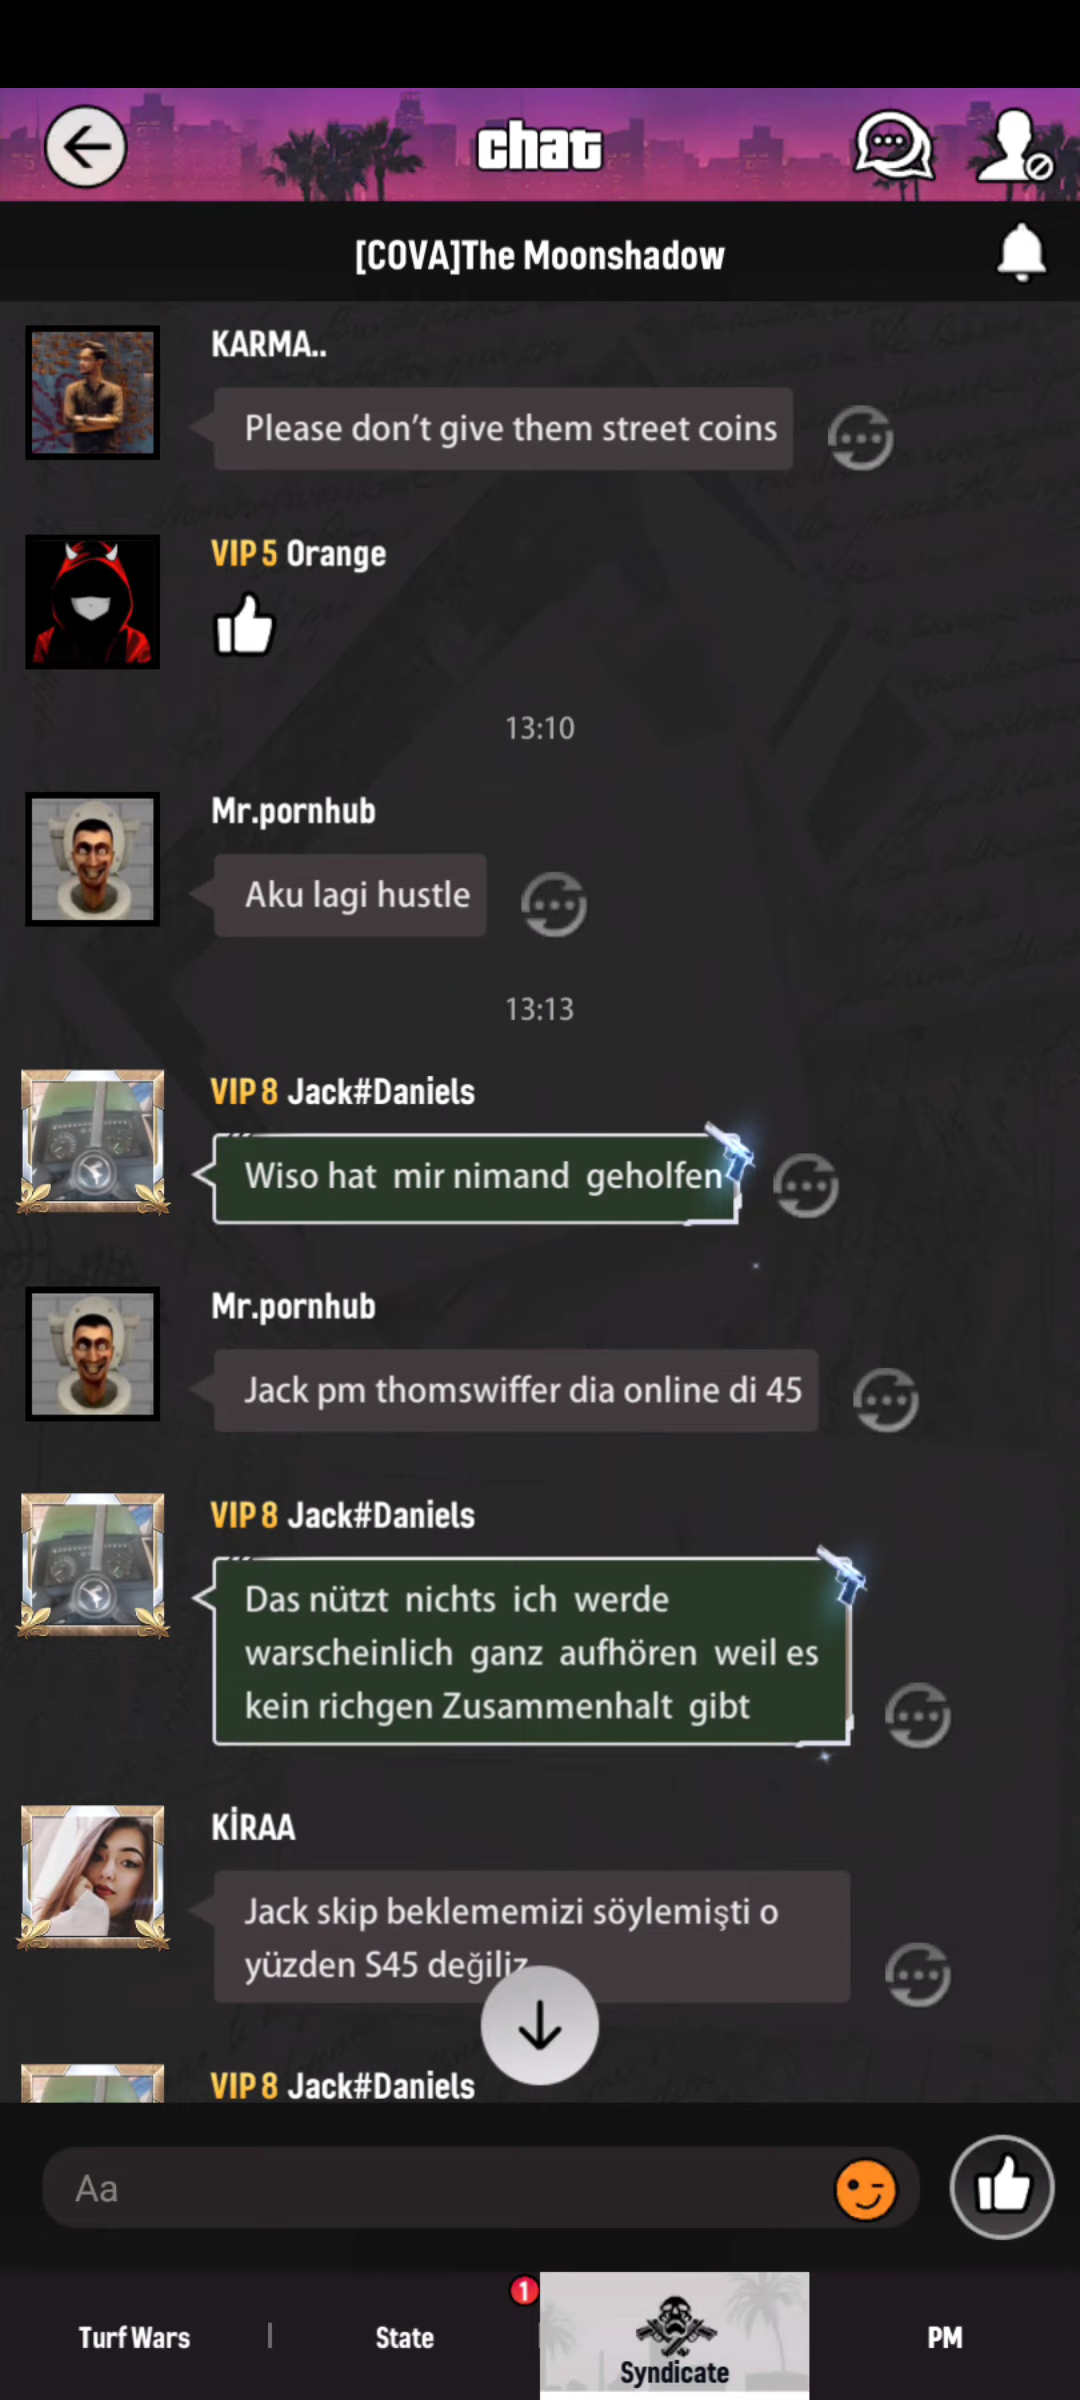 chat
[COVA]The Moonshadow
KARMA..
Please don’t give them street coins
VIP 5 Orange
13:10
Mr.pornhub
Aku lagi hustle
13:13
VIP 8 Jack#Daniels
Wiso hat mir nimand geholfen
Mr.pornhub
Jack pm thomswiffer dia online di 45
VIP 8 Jack#Daniels
Das nützt nichts ich werde
warscheinlich ganz aufhören weil es
kein richgen Zusammenhalt gibt
KİRAA
Jack skip beklememizi söylemişti o
yüzden S45 değiliz
VIP 8 Jack#Daniels
Aa
1
Turf Wars
State
Syndicate
PM